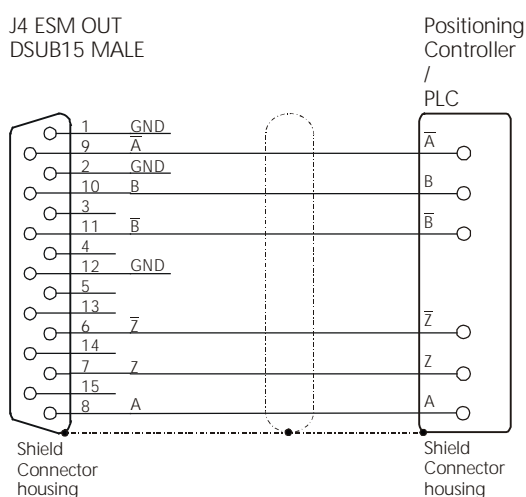 J4 ESM OUT
DSUB15 MALE
Positioning
Controller
/
PLC
1 GND
9 A̅ A̅
2 GND
10 B B
3
11 B̅ B̅
4
12 GND
5
13
6 Z̅ Z̅
14
7 Z Z
15
8 A A
Shield
Connector
housing
Shield
Connector
housing